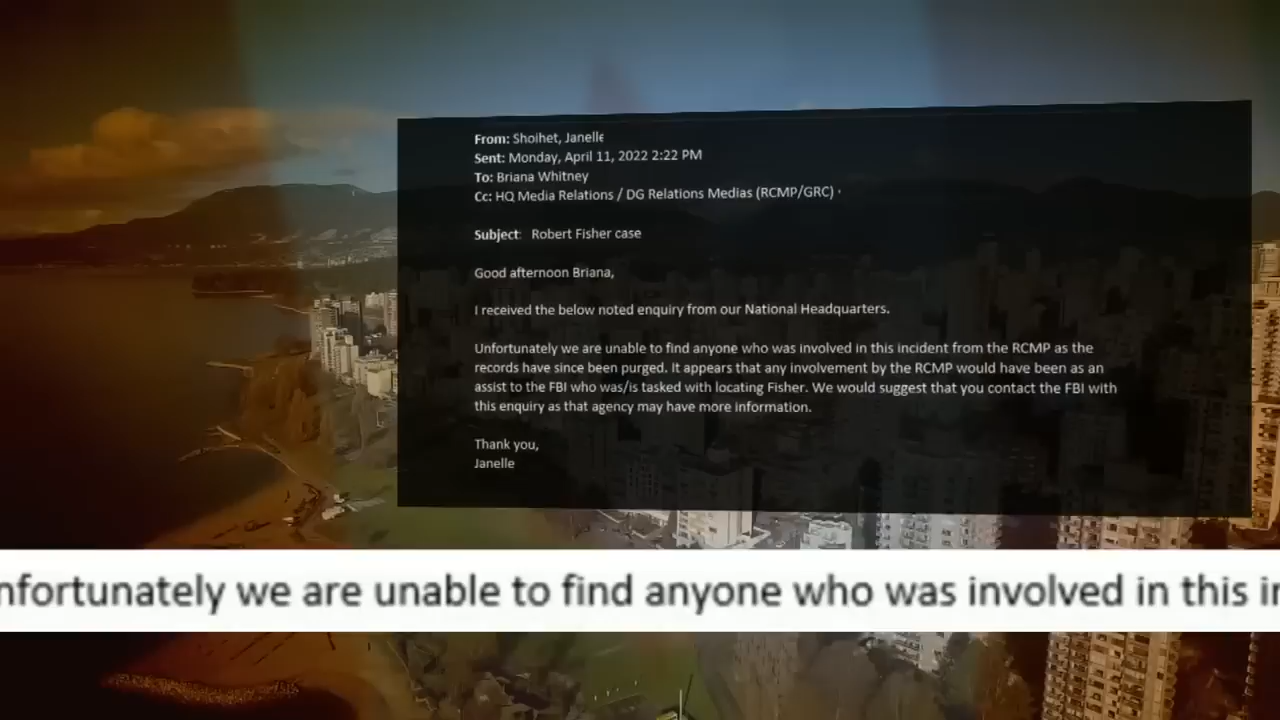 From: Shoihet, Janelle
Sent: Monday, April 11, 2022 2:22 PM
To: Briana Whitney
Cc: HQ Media Relations / DG Relations Medias (RCMP/GRC)
Subject: Robert Fisher case
Good afternoon Briana,
I received the below noted enquiry from our National Headquarters.
Unfortunately we are unable to find anyone who was involved in this incident from the RCMP as the
records have since been purged. It appears that any involvement by the RCMP would have been as an
assist to the FBI who was/is tasked with locating Fisher. We would suggest that you contact the FBI with
this enquiry as that agency may have more information.
Thank you,
Janelle
nfortunately we are unable to find anyone who was involved in this in